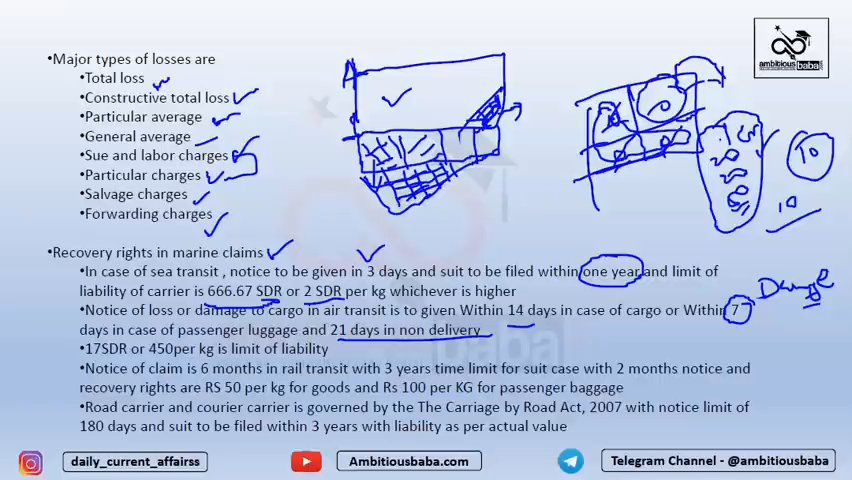 •Major types of losses are
•Total loss
•Constructive total loss
•Particular average
•General average
•Sue and labor charges
•Particular charges
•Salvage charges
•Forwarding charges
•Recovery rights in marine claims
•In case of sea transit , notice to be given in 3 days and suit to be filed within one year and limit of
liability of carrier is 666.67 SDR or 2 SDR per kg whichever is higher
•Notice of loss or damage to cargo in air transit is to given Within 14 days in case of cargo or Within 7
days in case of passenger luggage and 21 days in non delivery
•17SDR or 450per kg is limit of liability
•Notice of claim is 6 months in rail transit with 3 years time limit for suit case with 2 months notice and
recovery rights are RS 50 per kg for goods and Rs 100 per KG for passenger baggage
•Road carrier and courier carrier is governed by the The Carriage by Road Act, 2007 with notice limit of
180 days and suit to be filed within 3 years with liability as per actual value
ambitiousbaba
10
10
daily_current_affairss
Ambitiousbaba.com
Telegram Channel - @ambitiousbaba